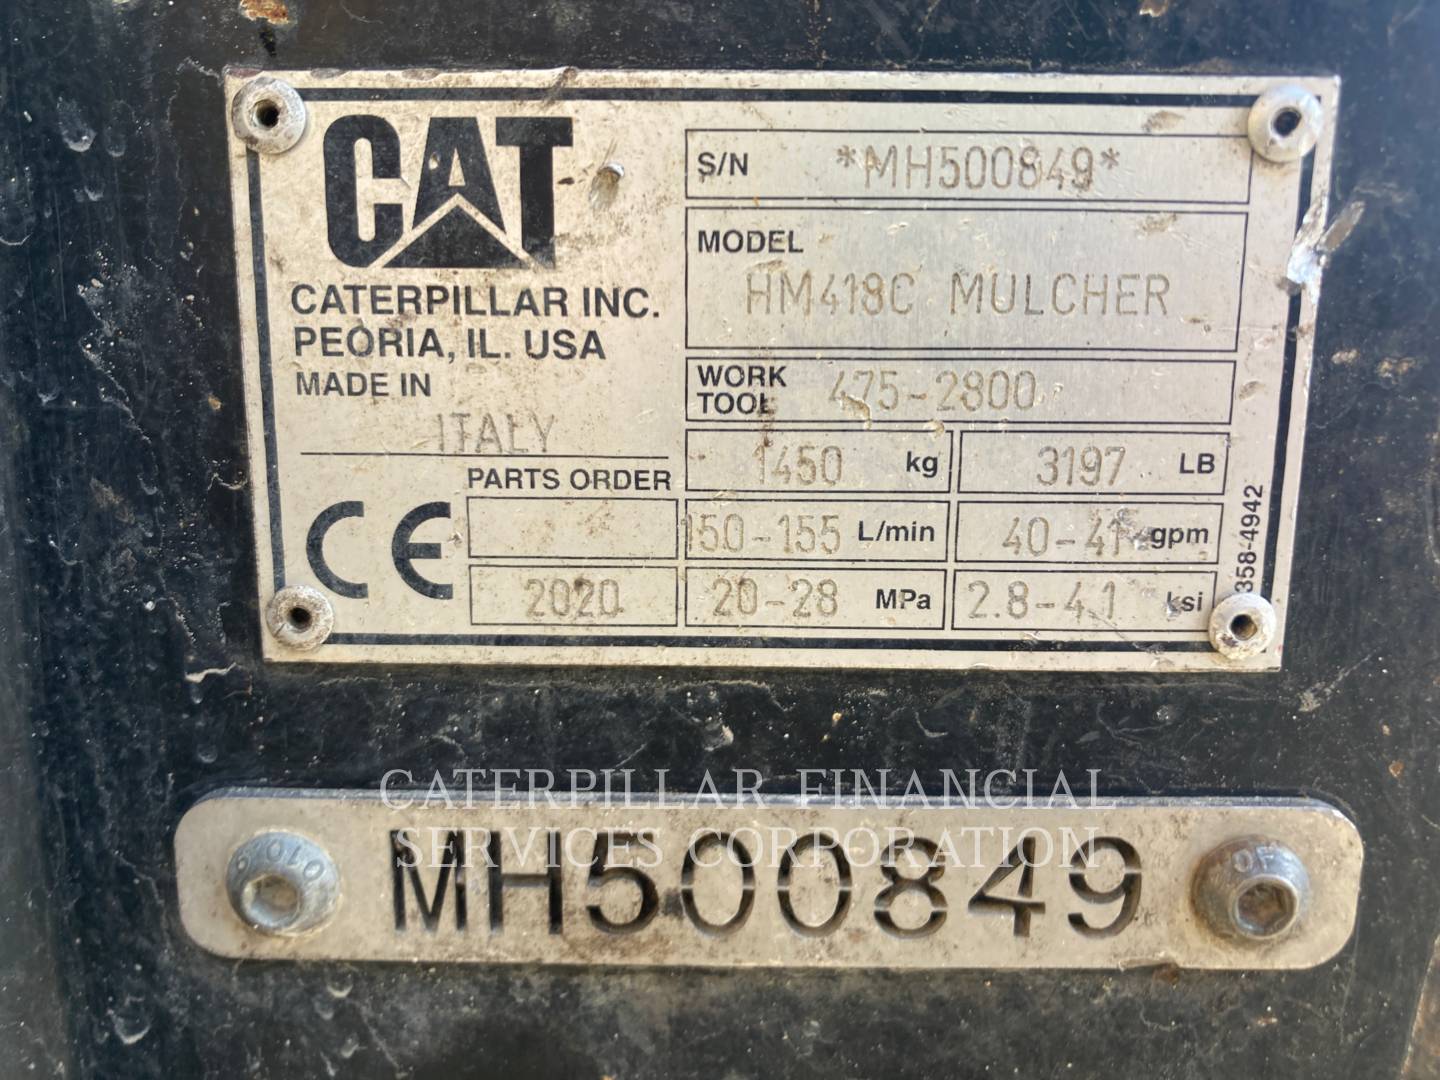 CAT
CATERPILLAR INC.
PEORIA, IL. USA
MADE IN
ITALY
S/N *MH500849*
MODEL
HM418C MULCHER
WORK TOOL 475-2800
1450 kg 3197 LB
PARTS ORDER
150-155 L/min 40-41 gpm
CE
2020 20-28 MPa 2.8-4.1 ksi
358-4942
CATERPILLAR FINANCIAL
SERVICES CORPORATION
MH500849